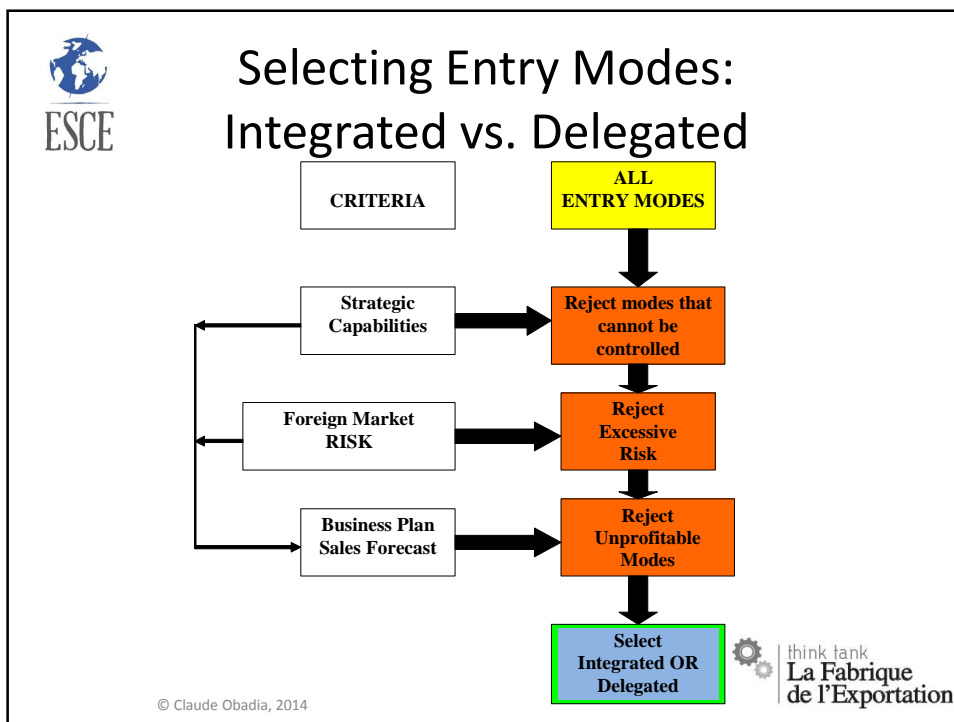 ESCE
Selecting Entry Modes:
Integrated vs. Delegated
CRITERIA
ALL
ENTRY MODES
Strategic
Capabilities
Reject modes that
cannot be
controlled
Foreign Market
RISK
Reject
Excessive
Risk
Business Plan
Sales Forecast
Reject
Unprofitable
Modes
Select
Integrated OR
Delegated
© Claude Obadia, 2014
think tank
La Fabrique
de l'Exportation